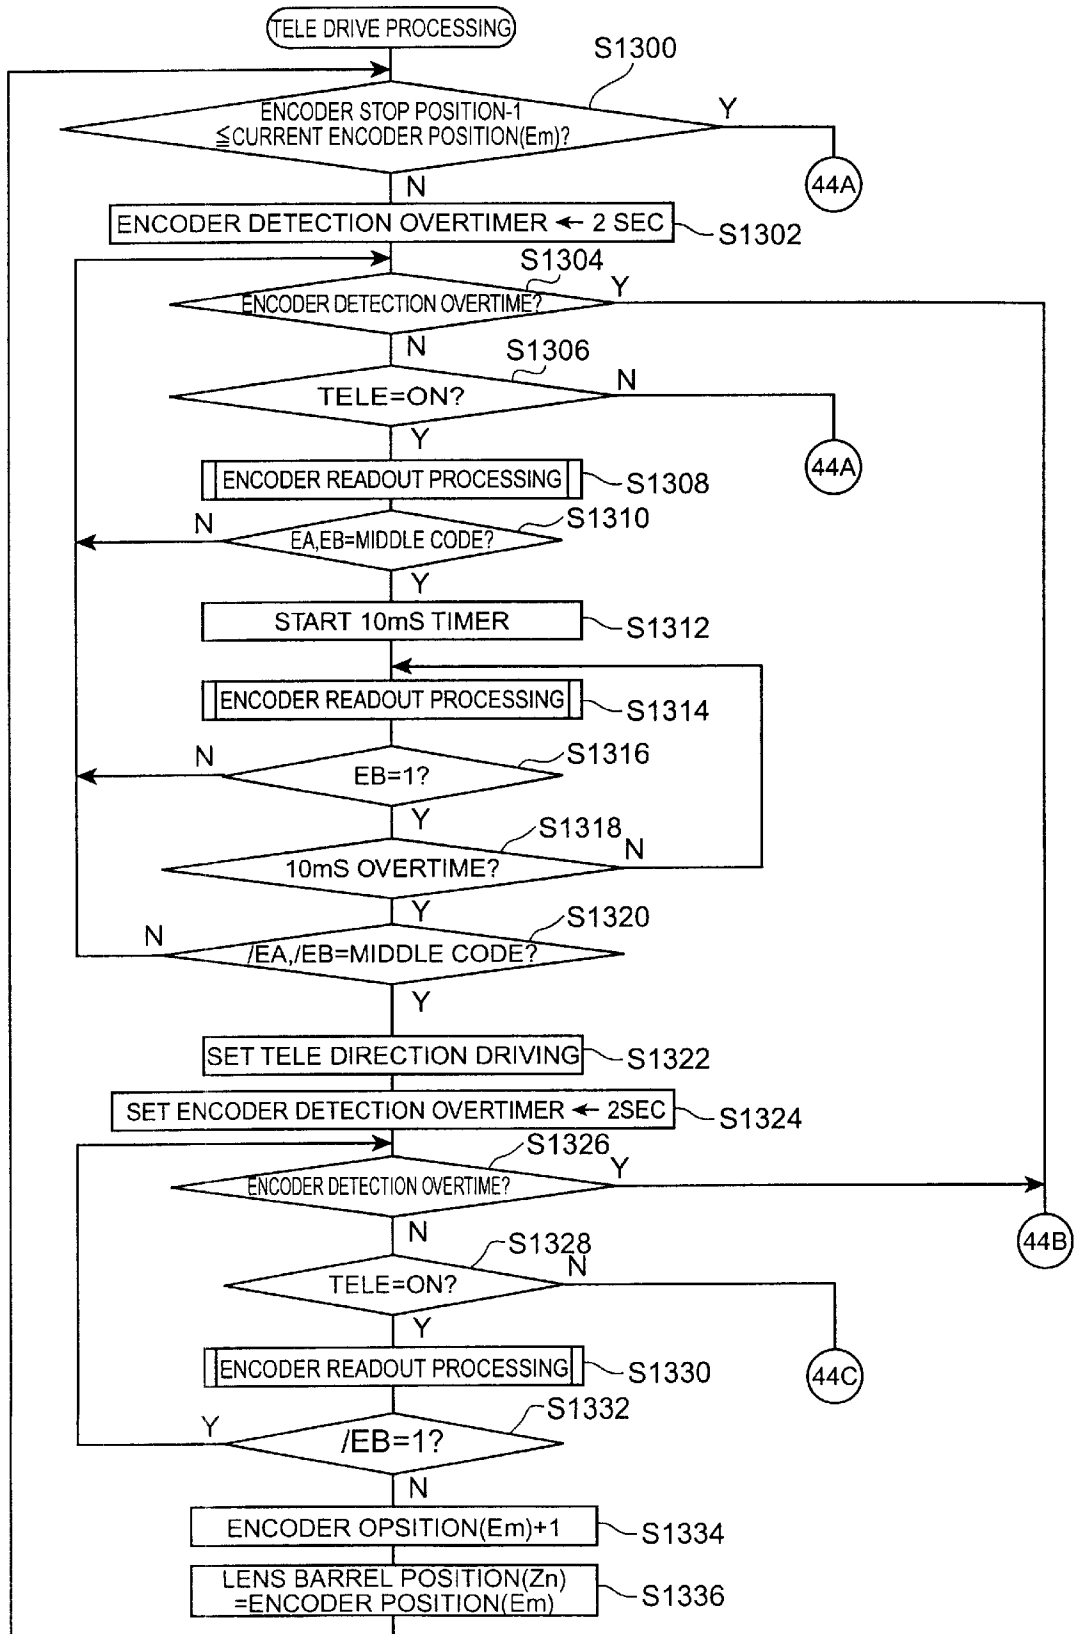 TELE DRIVE PROCESSING
S1300
ENCODER STOP POSITION-1
≦CURRENT ENCODER POSITION(Em)?
Y
44A
N
ENCODER DETECTION OVERTIMER ← 2 SEC
S1302
S1304
ENCODER DETECTION OVERTIME?
Y
N
S1306
TELE=ON?
N
44A
Y
ENCODER READOUT PROCESSING
S1308
S1310
N
EA,EB=MIDDLE CODE?
Y
START 10mS TIMER
S1312
ENCODER READOUT PROCESSING
S1314
S1316
N
EB=1?
Y
S1318
10mS OVERTIME?
N
Y
S1320
N
/EA,/EB=MIDDLE CODE?
Y
SET TELE DIRECTION DRIVING
S1322
SET ENCODER DETECTION OVERTIMER ← 2SEC
S1324
S1326
ENCODER DETECTION OVERTIME?
Y
44B
N
S1328
TELE=ON?
N
44C
Y
ENCODER READOUT PROCESSING
S1330
S1332
Y
/EB=1?
N
ENCODER OPSITION(Em)+1
S1334
LENS BARREL POSITION(Zn)
=ENCODER POSITION(Em)
S1336